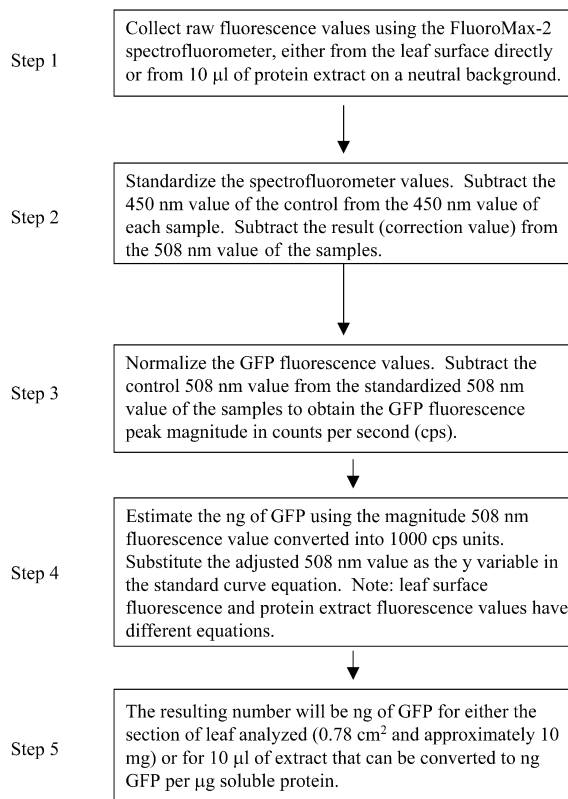 Step 1
Collect raw fluorescence values using the FluoroMax-2
spectrofluorometer, either from the leaf surface directly
or from 10 µl of protein extract on a neutral background.
Step 2
Standardize the spectrofluorometer values. Subtract the
450 nm value of the control from the 450 nm value of
each sample. Subtract the result (correction value) from
the 508 nm value of the samples.
Step 3
Normalize the GFP fluorescence values. Subtract the
control 508 nm value from the standardized 508 nm
value of the samples to obtain the GFP fluorescence
peak magnitude in counts per second (cps).
Step 4
Estimate the ng of GFP using the magnitude 508 nm
fluorescence value converted into 1000 cps units.
Substitute the adjusted 508 nm value as the y variable in
the standard curve equation. Note: leaf surface
fluorescence and protein extract fluorescence values have
different equations.
Step 5
The resulting number will be ng of GFP for either the
section of leaf analyzed (0.78 cm² and approximately 10
mg) or for 10 µl of extract that can be converted to ng
GFP per µg soluble protein.